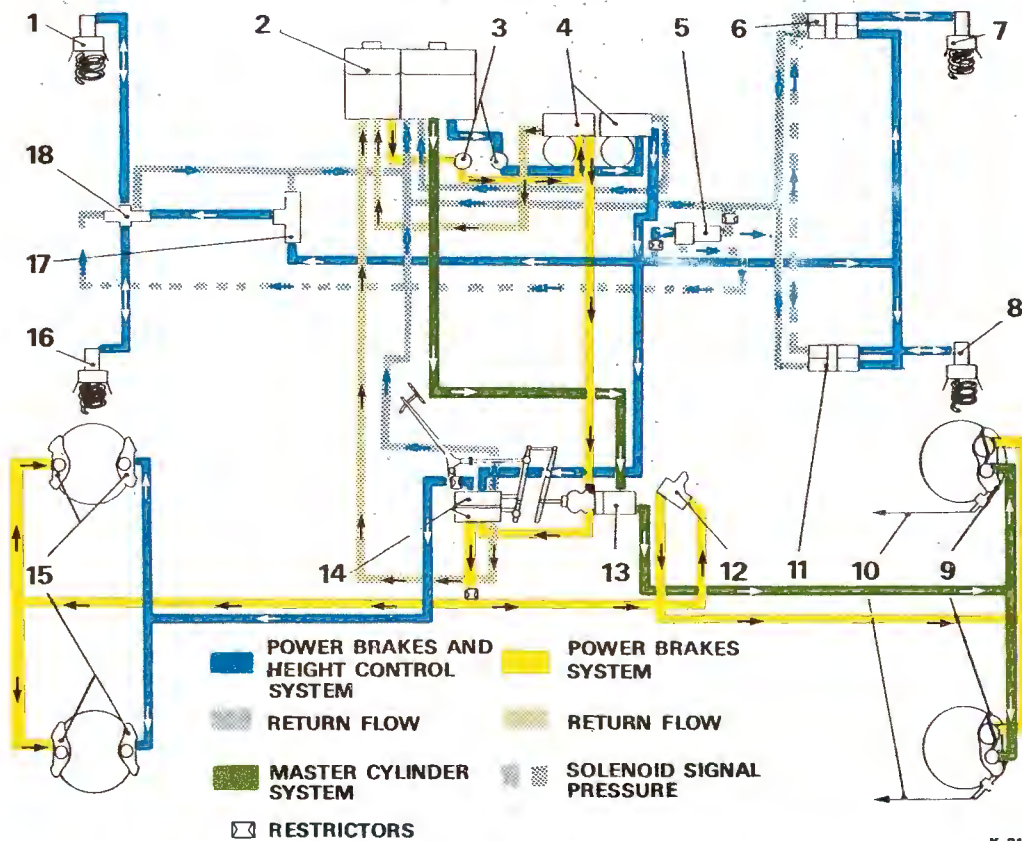 1
2
3
4
5
6
7
18
17
16
8
15
14
13
12
11
10
9
POWER BRAKES AND
HEIGHT CONTROL
SYSTEM
POWER BRAKES
SYSTEM
RETURN FLOW
RETURN FLOW
MASTER CYLINDER
SYSTEM
SOLENOID SIGNAL
PRESSURE
RESTRICTORS